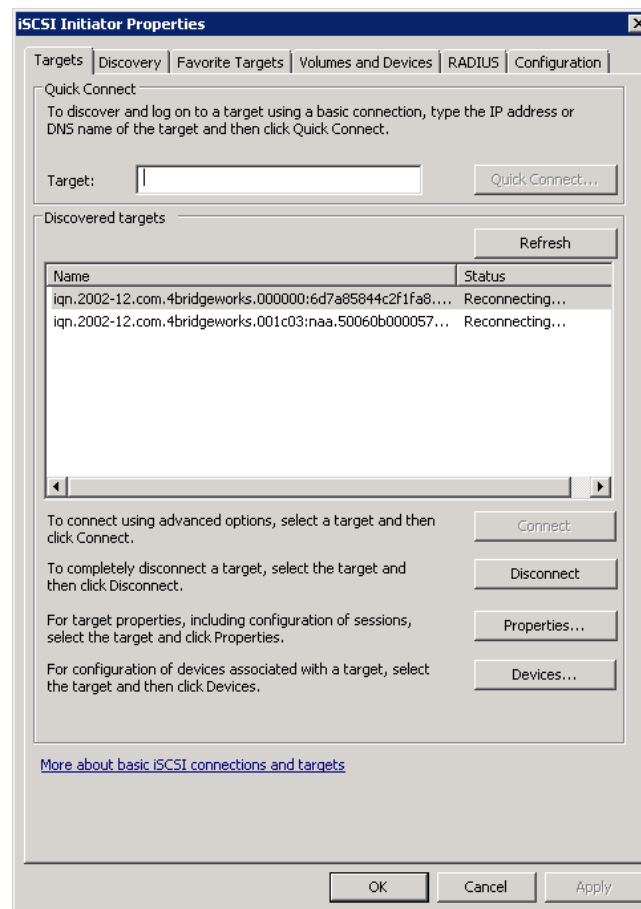 iSCSI Initiator Properties
Targets Discovery Favorite Targets Volumes and Devices RADIUS Configuration
Quick Connect
To discover and log on to a target using a basic connection, type the IP address or
DNS name of the target and then click Quick Connect.
Target:
Quick Connect...
Discovered targets
Refresh
Name Status
iqn.2002-12.com.4bridgeworks.000000:6d7a85844c2f1fa8.... Reconnecting...
iqn.2002-12.com.4bridgeworks.001c03:naa.50060b000057... Reconnecting...
To connect using advanced options, select a target and then
click Connect.
Connect
To completely disconnect a target, select the target and
then click Disconnect.
Disconnect
For target properties, including configuration of sessions,
select the target and click Properties.
Properties...
For configuration of devices associated with a target, select
the target and then click Devices.
Devices...
More about basic iSCSI connections and targets
OK Cancel Apply